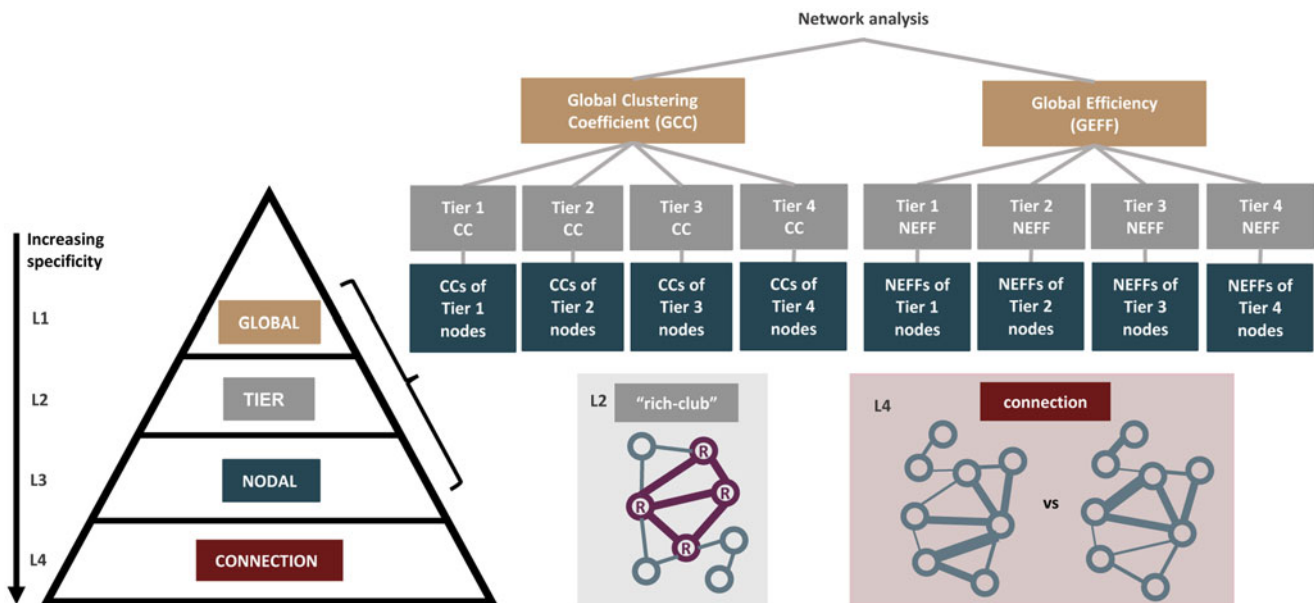 Network analysis
Global Clustering
Coefficient (GCC)
Global Efficiency
(GEFF)
Tier 1
CC
Tier 2
CC
Tier 3
CC
Tier 4
CC
Tier 1
NEFF
Tier 2
NEFF
Tier 3
NEFF
Tier 4
NEFF
CCs of
Tier 1
nodes
CCs of
Tier 2
nodes
CCs of
Tier 3
nodes
CCs of
Tier 4
nodes
NEFFs of
Tier 1
nodes
NEFFs of
Tier 2
nodes
NEFFs of
Tier 3
nodes
NEFFs of
Tier 4
nodes
Increasing
specificity
L1
GLOBAL
L2
TIER
L3
NODAL
L4
CONNECTION
L2
"rich-club"
R
R
R
R
L4
connection
vs